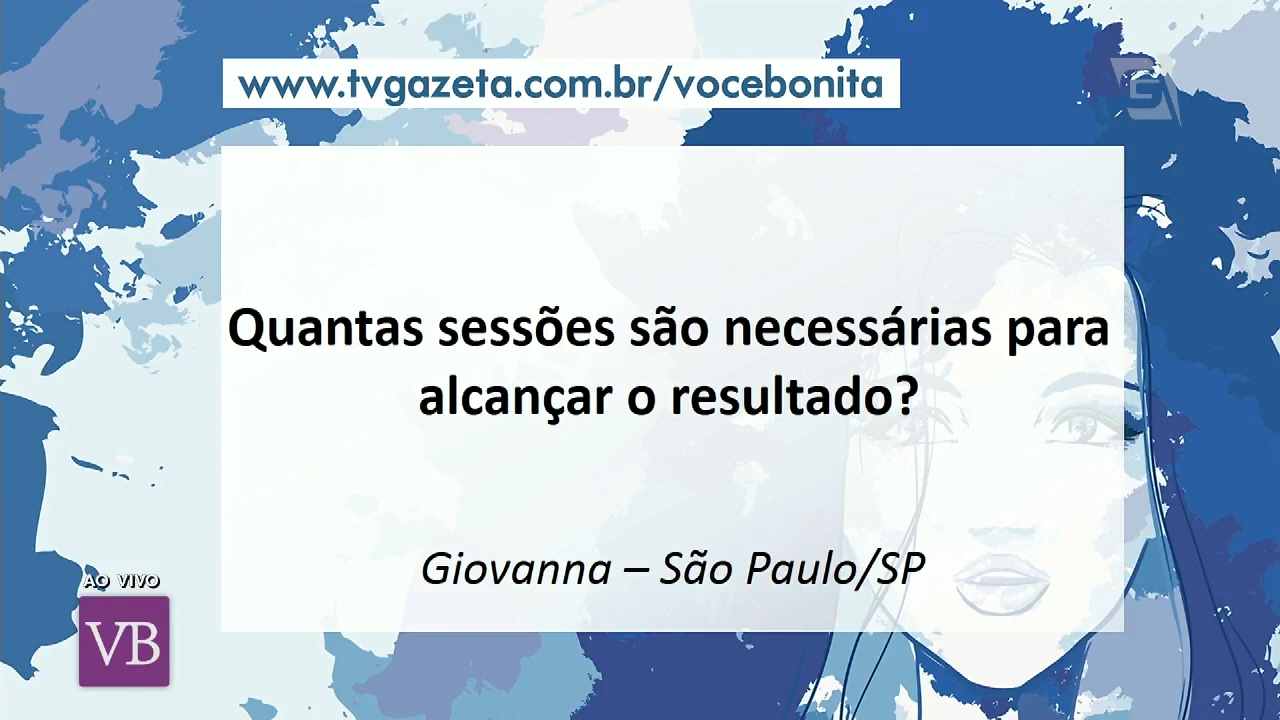 www.tvgazeta.com.br/vocebonita
Quantas sessões são necessárias para
alcançar o resultado?
Giovanna – São Paulo/SP
AO VIVO
VB